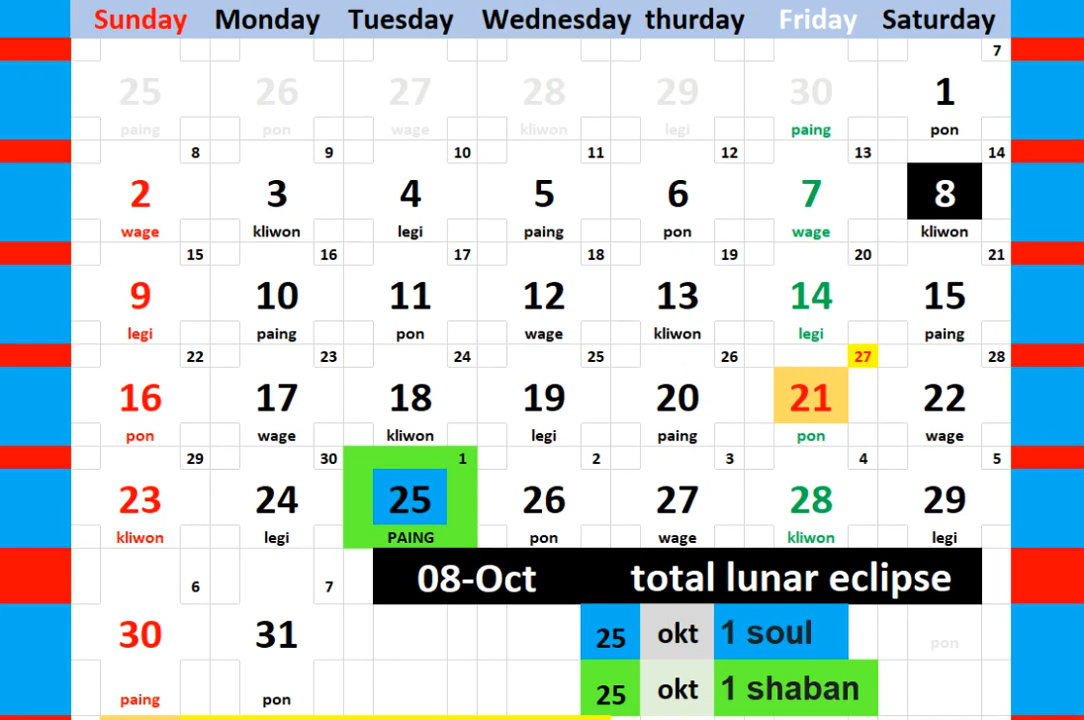 Sunday Monday Tuesday Wednesday thurday Friday Saturday
7
25 26 27 28 29 30 1
paing pon wage kliwon legi paing pon
8 9 10 11 12 13 14
2 3 4 5 6 7 8
wage kliwon legi paing pon wage kliwon
15 16 17 18 19 20 21
9 10 11 12 13 14 15
legi paing pon wage kliwon legi paing
22 23 24 25 26 27 28
16 17 18 19 20 21 22
pon wage kliwon legi paing pon wage
29 30 1 2 3 4 5
23 24 25 26 27 28 29
kliwon legi PAING pon wage kliwon legi
08-Oct total lunar eclipse
6 7
30 31 25 okt 1 soul pon
paing pon 25 okt 1 shaban